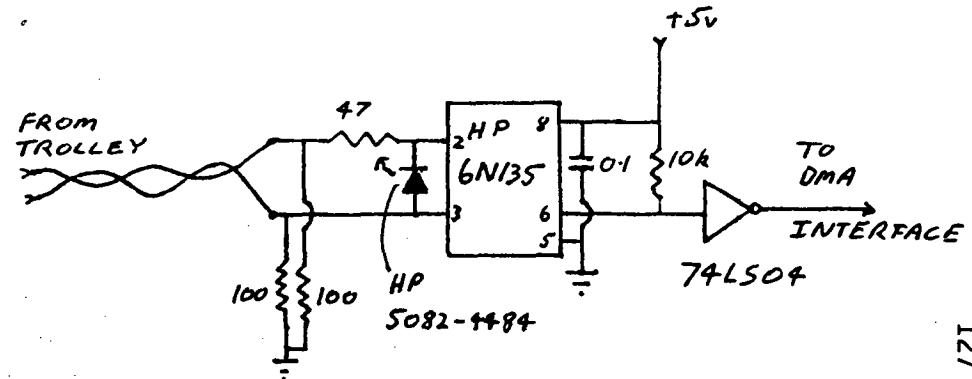 +5v
FROM
TROLLEY
47
2
HP
8
6N135
0.1
10k
TO
DMA
INTERFACE
3
6
5
74LS04
100
100
HP
5082-4484
121